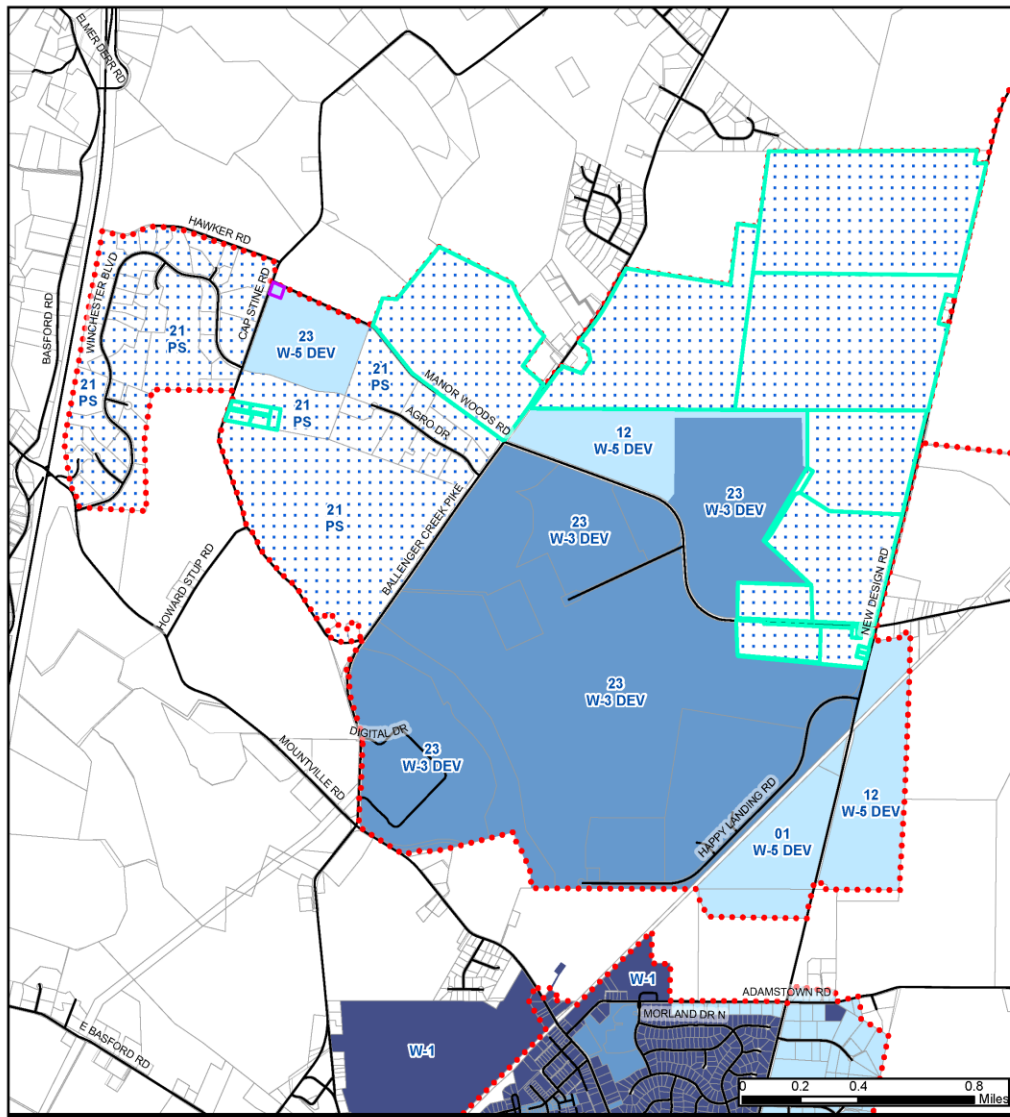 ELMER DERR RD
HAWKER RD
BASFORD RD
WINCHESTER BLVD
CAP STINE RD
21
PS
21
PS
23
W-5 DEV
21
PS
21
PS
MANOR WOODS RD
AGRO DR
12
W-5 DEV
21
PS
BALLENGER CREEK PIKE
23
W-3 DEV
23
W-3 DEV
HOWARD STUP RD
NEW DESIGN RD
23
W-3 DEV
DIGITAL DR
23
W-3 DEV
MOUNTVILLE RD
HAPPY LANDING RD
12
W-5 DEV
01
W-5 DEV
W-1
ADAMSTOWN RD
MORLAND DR N
E BASFORD RD
W-1
0 0.2 0.4 0.8
Miles